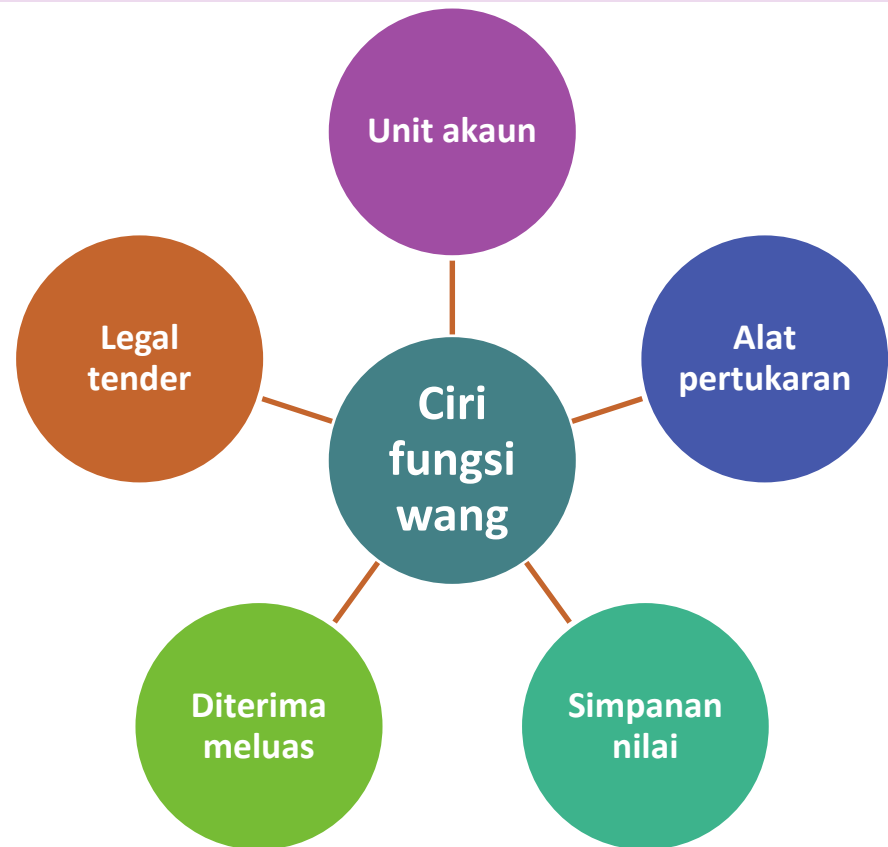 Unit akaun
Legal
tender
Alat
pertukaran
Ciri
fungsi
wang
Diterima
meluas
Simpanan
nilai